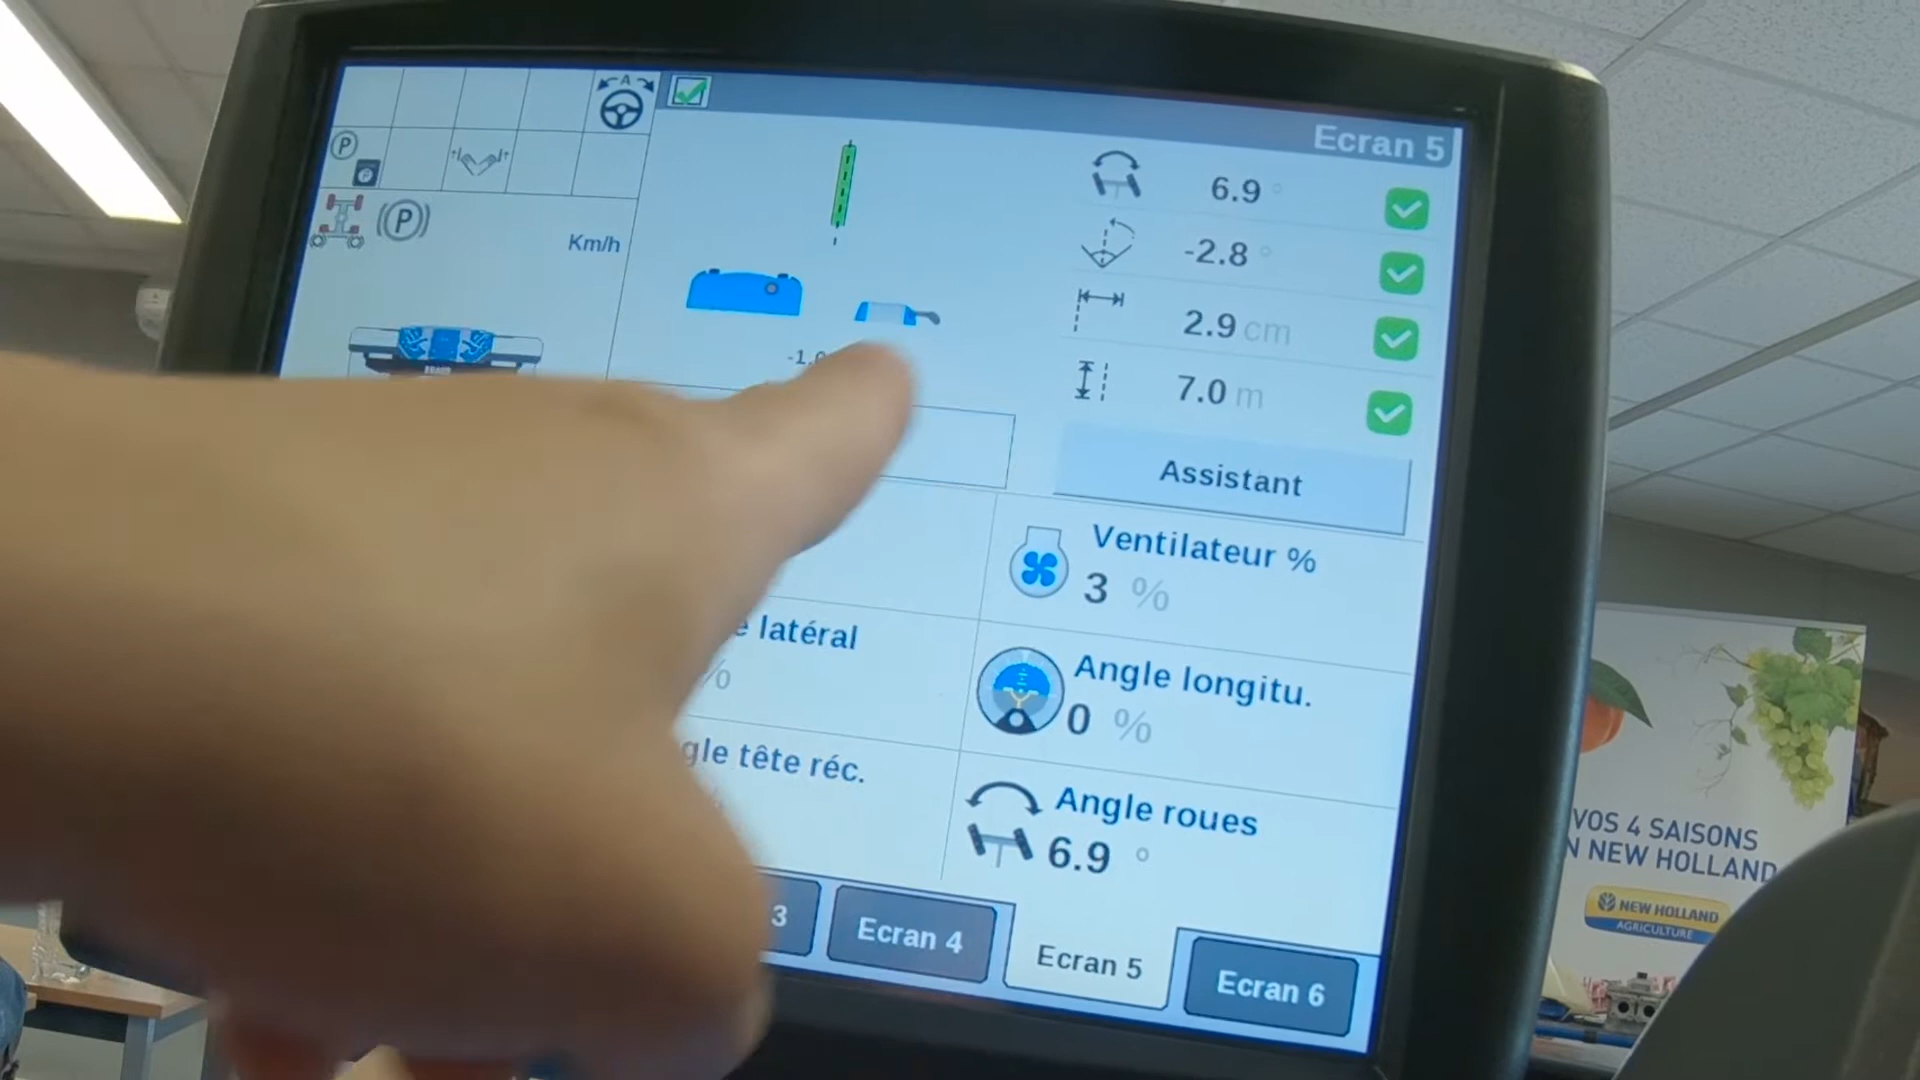 A
Ecran 5
P
P
Km/h
6.9 °
-2.8 °
2.9 cm
7.0 m
Assistant
Ventilateur %
3 %
latéral
%
Angle longitu.
0 %
tête réc.
Angle roues
6.9 °
3
Ecran 4
Ecran 5
Ecran 6
VOS 4 SAISONS
NEW HOLLAND
NEW HOLLAND
AGRICULTURE